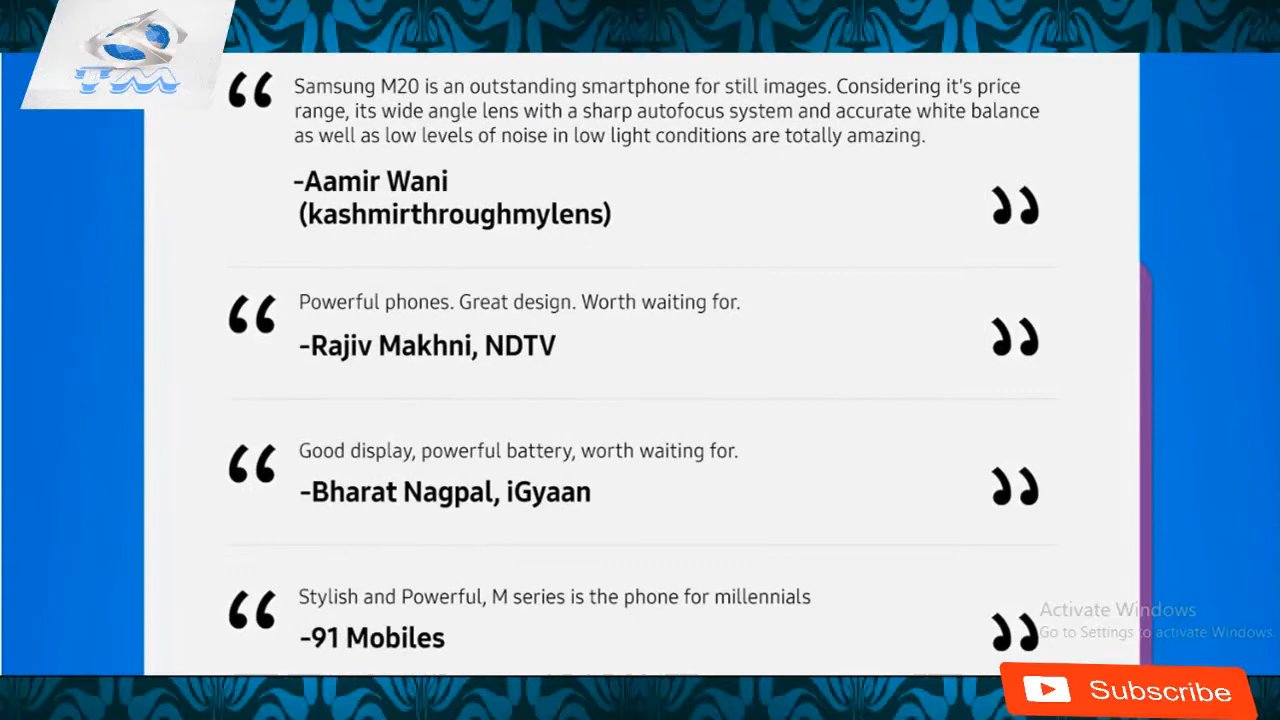 TM
Samsung M20 is an outstanding smartphone for still images. Considering it's price
range, its wide angle lens with a sharp autofocus system and accurate white balance
as well as low levels of noise in low light conditions are totally amazing.
-Aamir Wani
(kashmirthroughmylens)
Powerful phones. Great design. Worth waiting for.
-Rajiv Makhni, NDTV
Good display, powerful battery, worth waiting for.
-Bharat Nagpal, iGyaan
Stylish and Powerful, M series is the phone for millennials
-91 Mobiles
Activate Windows
Go to Settings to activate Windows.
Subscribe